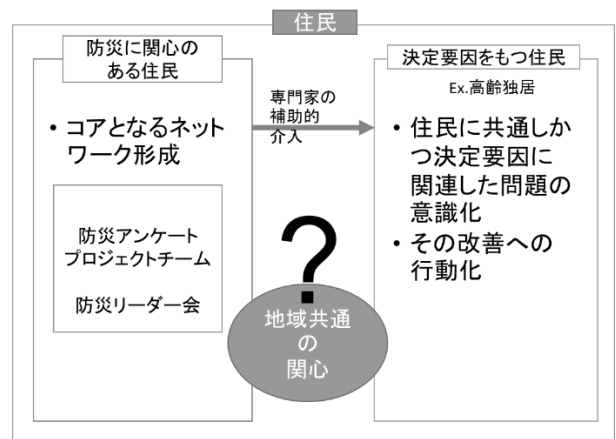 住民
防災に関心の
ある住民
・コアとなるネット
ワーク形成
防災アンケート
プロジェクトチーム
防災リーダー会
専門家の
補助的
介入
?
地域共通
の
関心
決定要因をもつ住民
Ex.高齢独居
・住民に共通しか
つ決定要因に
関連した問題の
意識化
・その改善への
行動化